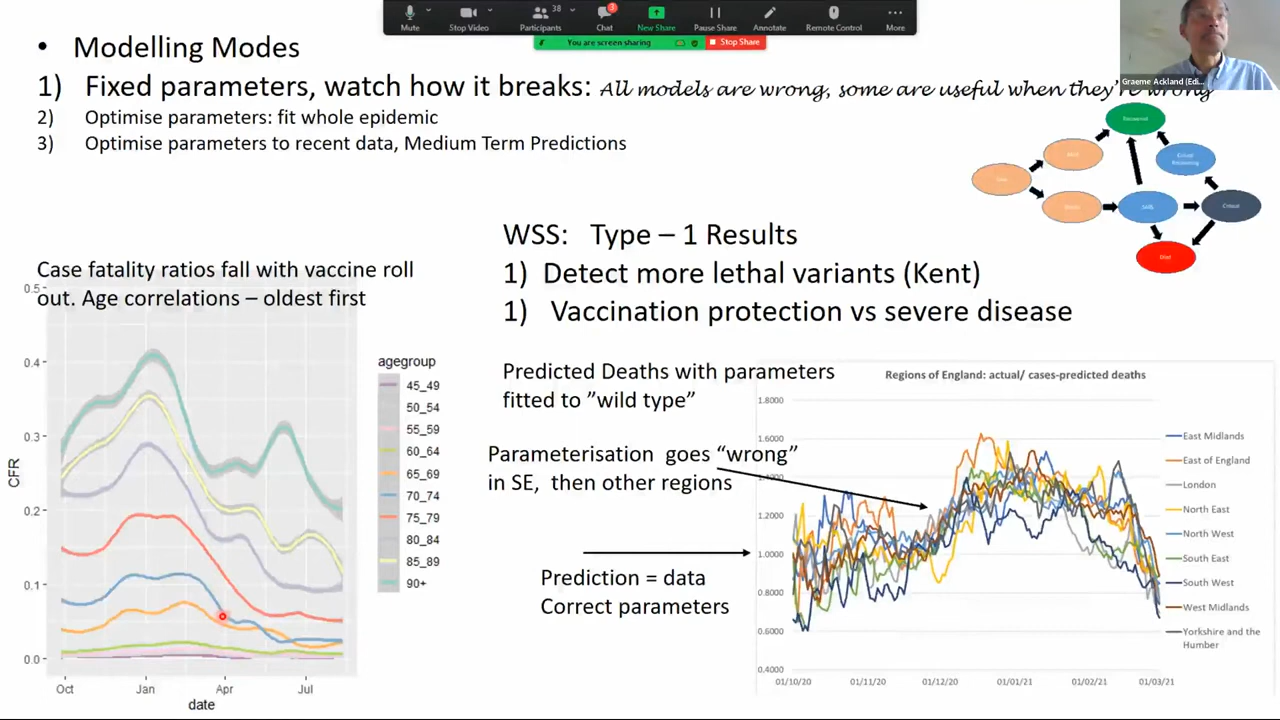 38
3
Mute
Stop Video
Participants
Chat
New Share
Pause Share
Annotate
Remote Control
More
You are screen sharing
Stop Share
Graeme Ackland (Edi...
• Modelling Modes
1) Fixed parameters, watch how it breaks: All models are wrong, some are useful when they're wrong
2) Optimise parameters: fit whole epidemic
3) Optimise parameters to recent data, Medium Term Predictions
Recovered
Mild
Critical
Recovering
Critical
Died
WSS: Type – 1 Results
1) Detect more lethal variants (Kent)
1) Vaccination protection vs severe disease
Case fatality ratios fall with vaccine roll
out. Age correlations – oldest first
0.5
0.4
0.3
0.2
0.1
0.0
CFR
Oct
Jan
Apr
Jul
date
agegroup
45_49
50_54
55_59
60_64
65_69
70_74
75_79
80_84
85_89
90+
Predicted Deaths with parameters
fitted to ”wild type”
Parameterisation goes “wrong”
in SE, then other regions
Prediction = data
Correct parameters
Regions of England: actual/ cases-predicted deaths
1.8000
1.6000
1.4000
1.2000
1.0000
0.8000
0.6000
0.4000
01/10/20
01/11/20
01/12/20
01/01/21
01/02/21
01/03/21
East Midlands
East of England
London
North East
North West
South East
South West
West Midlands
Yorkshire and the
Humber